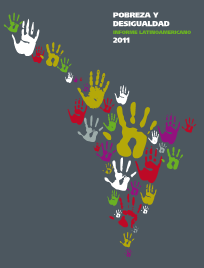 POBREZA Y
DESIGUALDAD
INFORME LATINOAMERICANO
2011